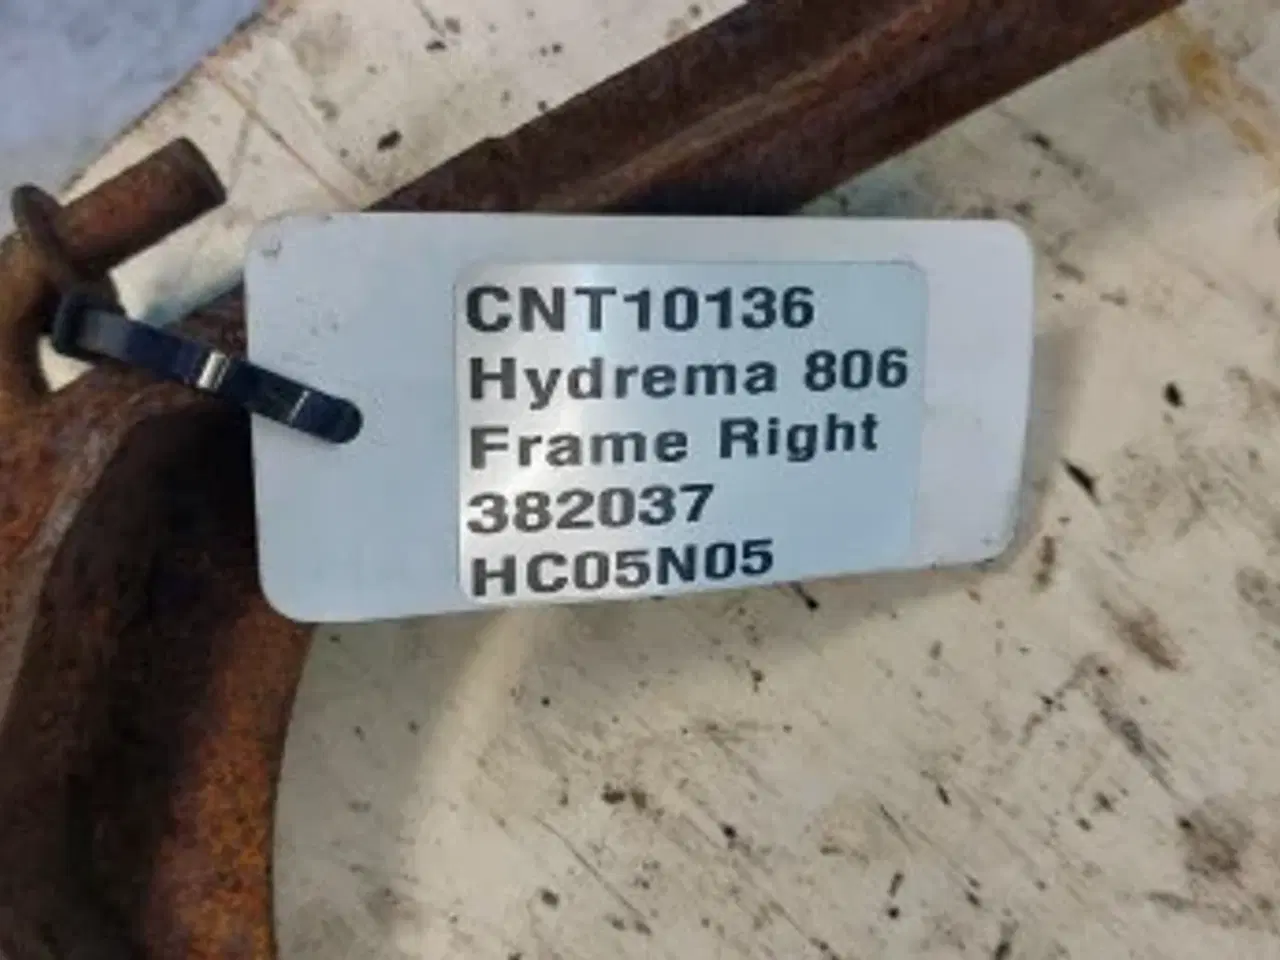 CNT10136
Hydrema 806
Frame Right
382037
HC05N05